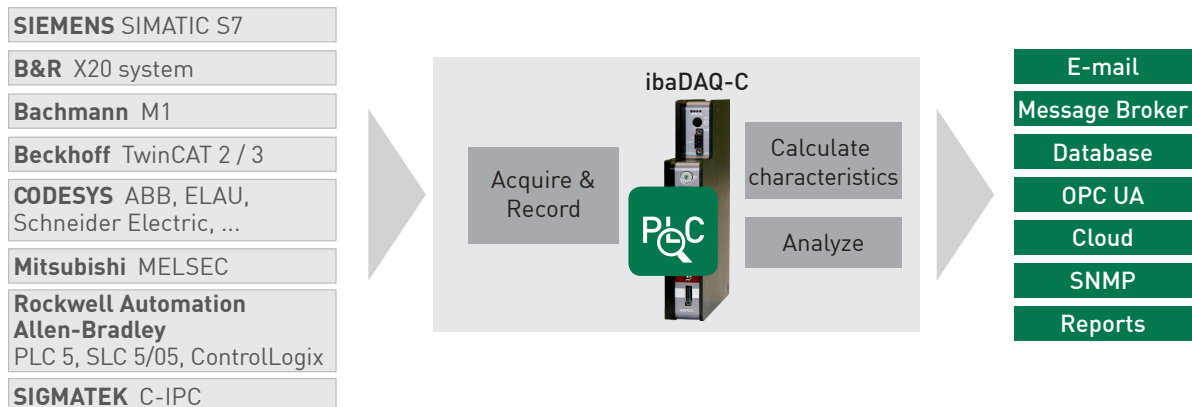 SIEMENS SIMATIC S7
B&R X20 system
Bachmann M1
Beckhoff TwinCAT 2 / 3
CODESYS ABB, ELAU,
Schneider Electric, ...
Mitsubishi MELSEC
Rockwell Automation
Allen-Bradley
PLC 5, SLC 5/05, ControlLogix
SIGMATEK C-IPC
ibaDAQ-C
Acquire &
Record
PLC
Calculate
characteristics
Analyze
E-mail
Message Broker
Database
OPC UA
Cloud
SNMP
Reports